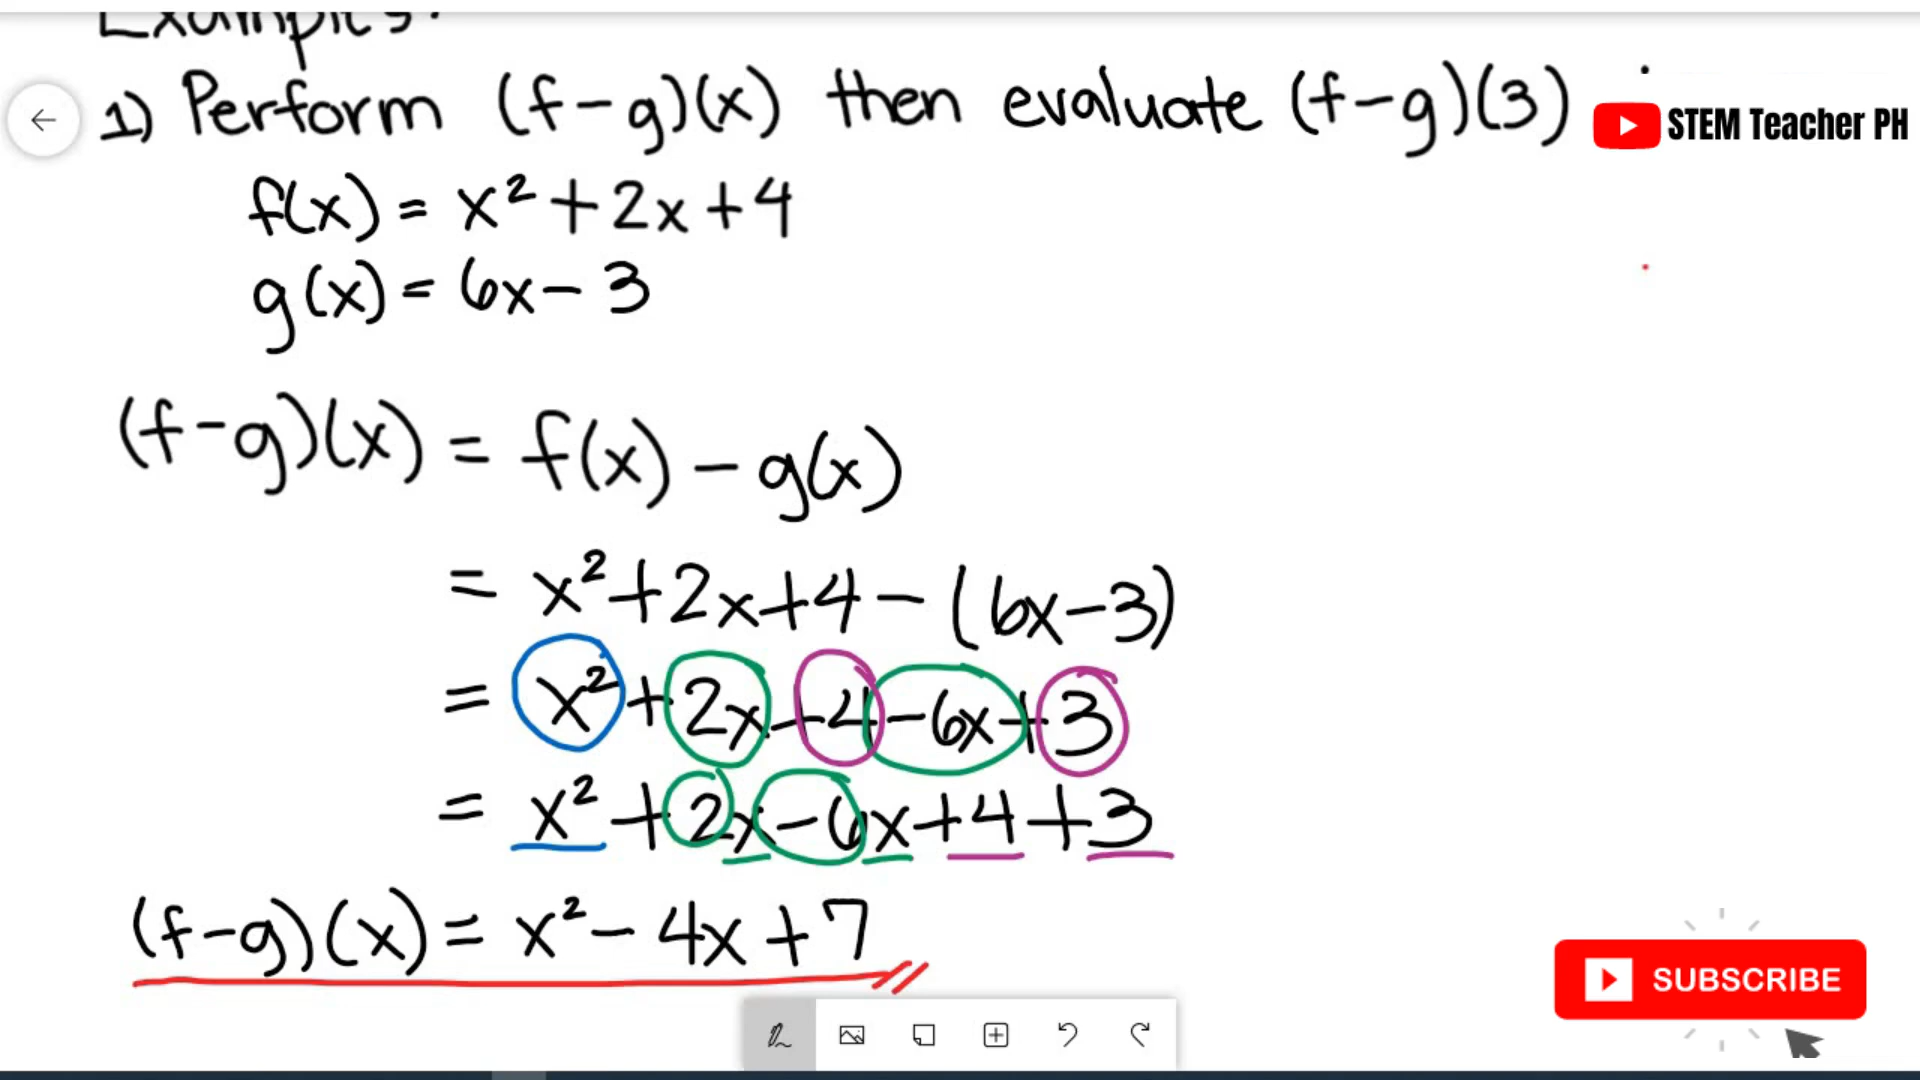 Examples:
1) Perform (f-g)(x) then evaluate (f-g)(3)
STEM Teacher PH
f(x) = x² + 2x + 4
g(x) = 6x - 3
(f-g)(x) = f(x) - g(x)
= x² + 2x + 4 - (6x - 3)
= x² + 2x + 4 - 6x + 3
= x² + 2x - 6x + 4 + 3
(f-g)(x) = x² - 4x + 7
SUBSCRIBE